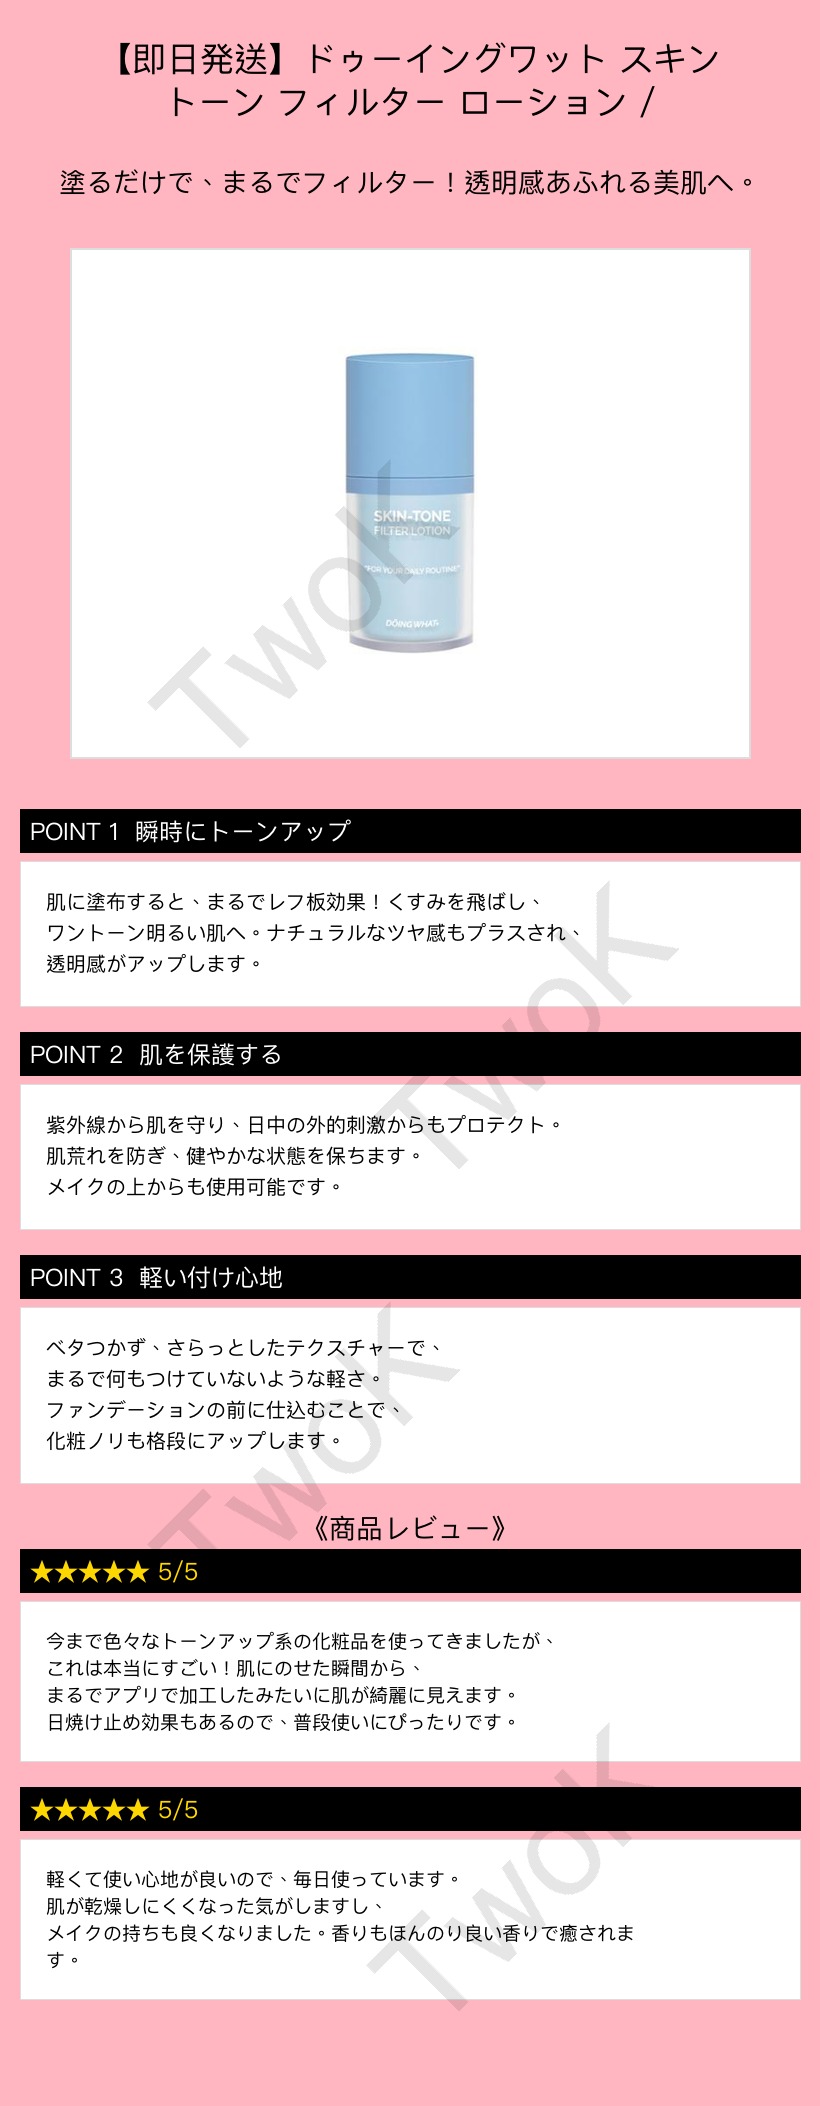 【即日発送】ドゥーイングワット スキン
トーン フィルター ローション /
塗るだけで、まるでフィルター！透明感あふれる美肌へ。
SKIN-TONE
FILTER LOTION
"FOR YOUR DAILY ROUTINE"
DOINGWHAT.
TwoK
POINT 1 瞬時にトーンアップ
肌に塗布すると、まるでレフ板効果！くすみを飛ばし、
ワントーン明るい肌へ。ナチュラルなツヤ感もプラスされ、
透明感がアップします。
TwoK
POINT 2 肌を保護する
紫外線から肌を守り、日中の外的刺激からもプロテクト。
肌荒れを防ぎ、健やかな状態を保ちます。
メイクの上からも使用可能です。
POINT 3 軽い付け心地
ベタつかず、さらっとしたテクスチャーで、
まるで何もつけていないような軽さ。
ファンデーションの前に仕込むことで、
化粧ノリも格段にアップします。
TwoK
《商品レビュー》
★★★★★ 5/5
今まで色々なトーンアップ系の化粧品を使ってきましたが、
これは本当にすごい！肌にのせた瞬間から、
まるでアプリで加工したみたいに肌が綺麗に見えます。
日焼け止め効果もあるので、普段使いにぴったりです。
★★★★★ 5/5
軽くて使い心地が良いので、毎日使っています。
肌が乾燥しにくくなった気がしますし、
メイクの持ちも良くなりました。香りもほんのり良い香りで癒されま
す。
TwoK